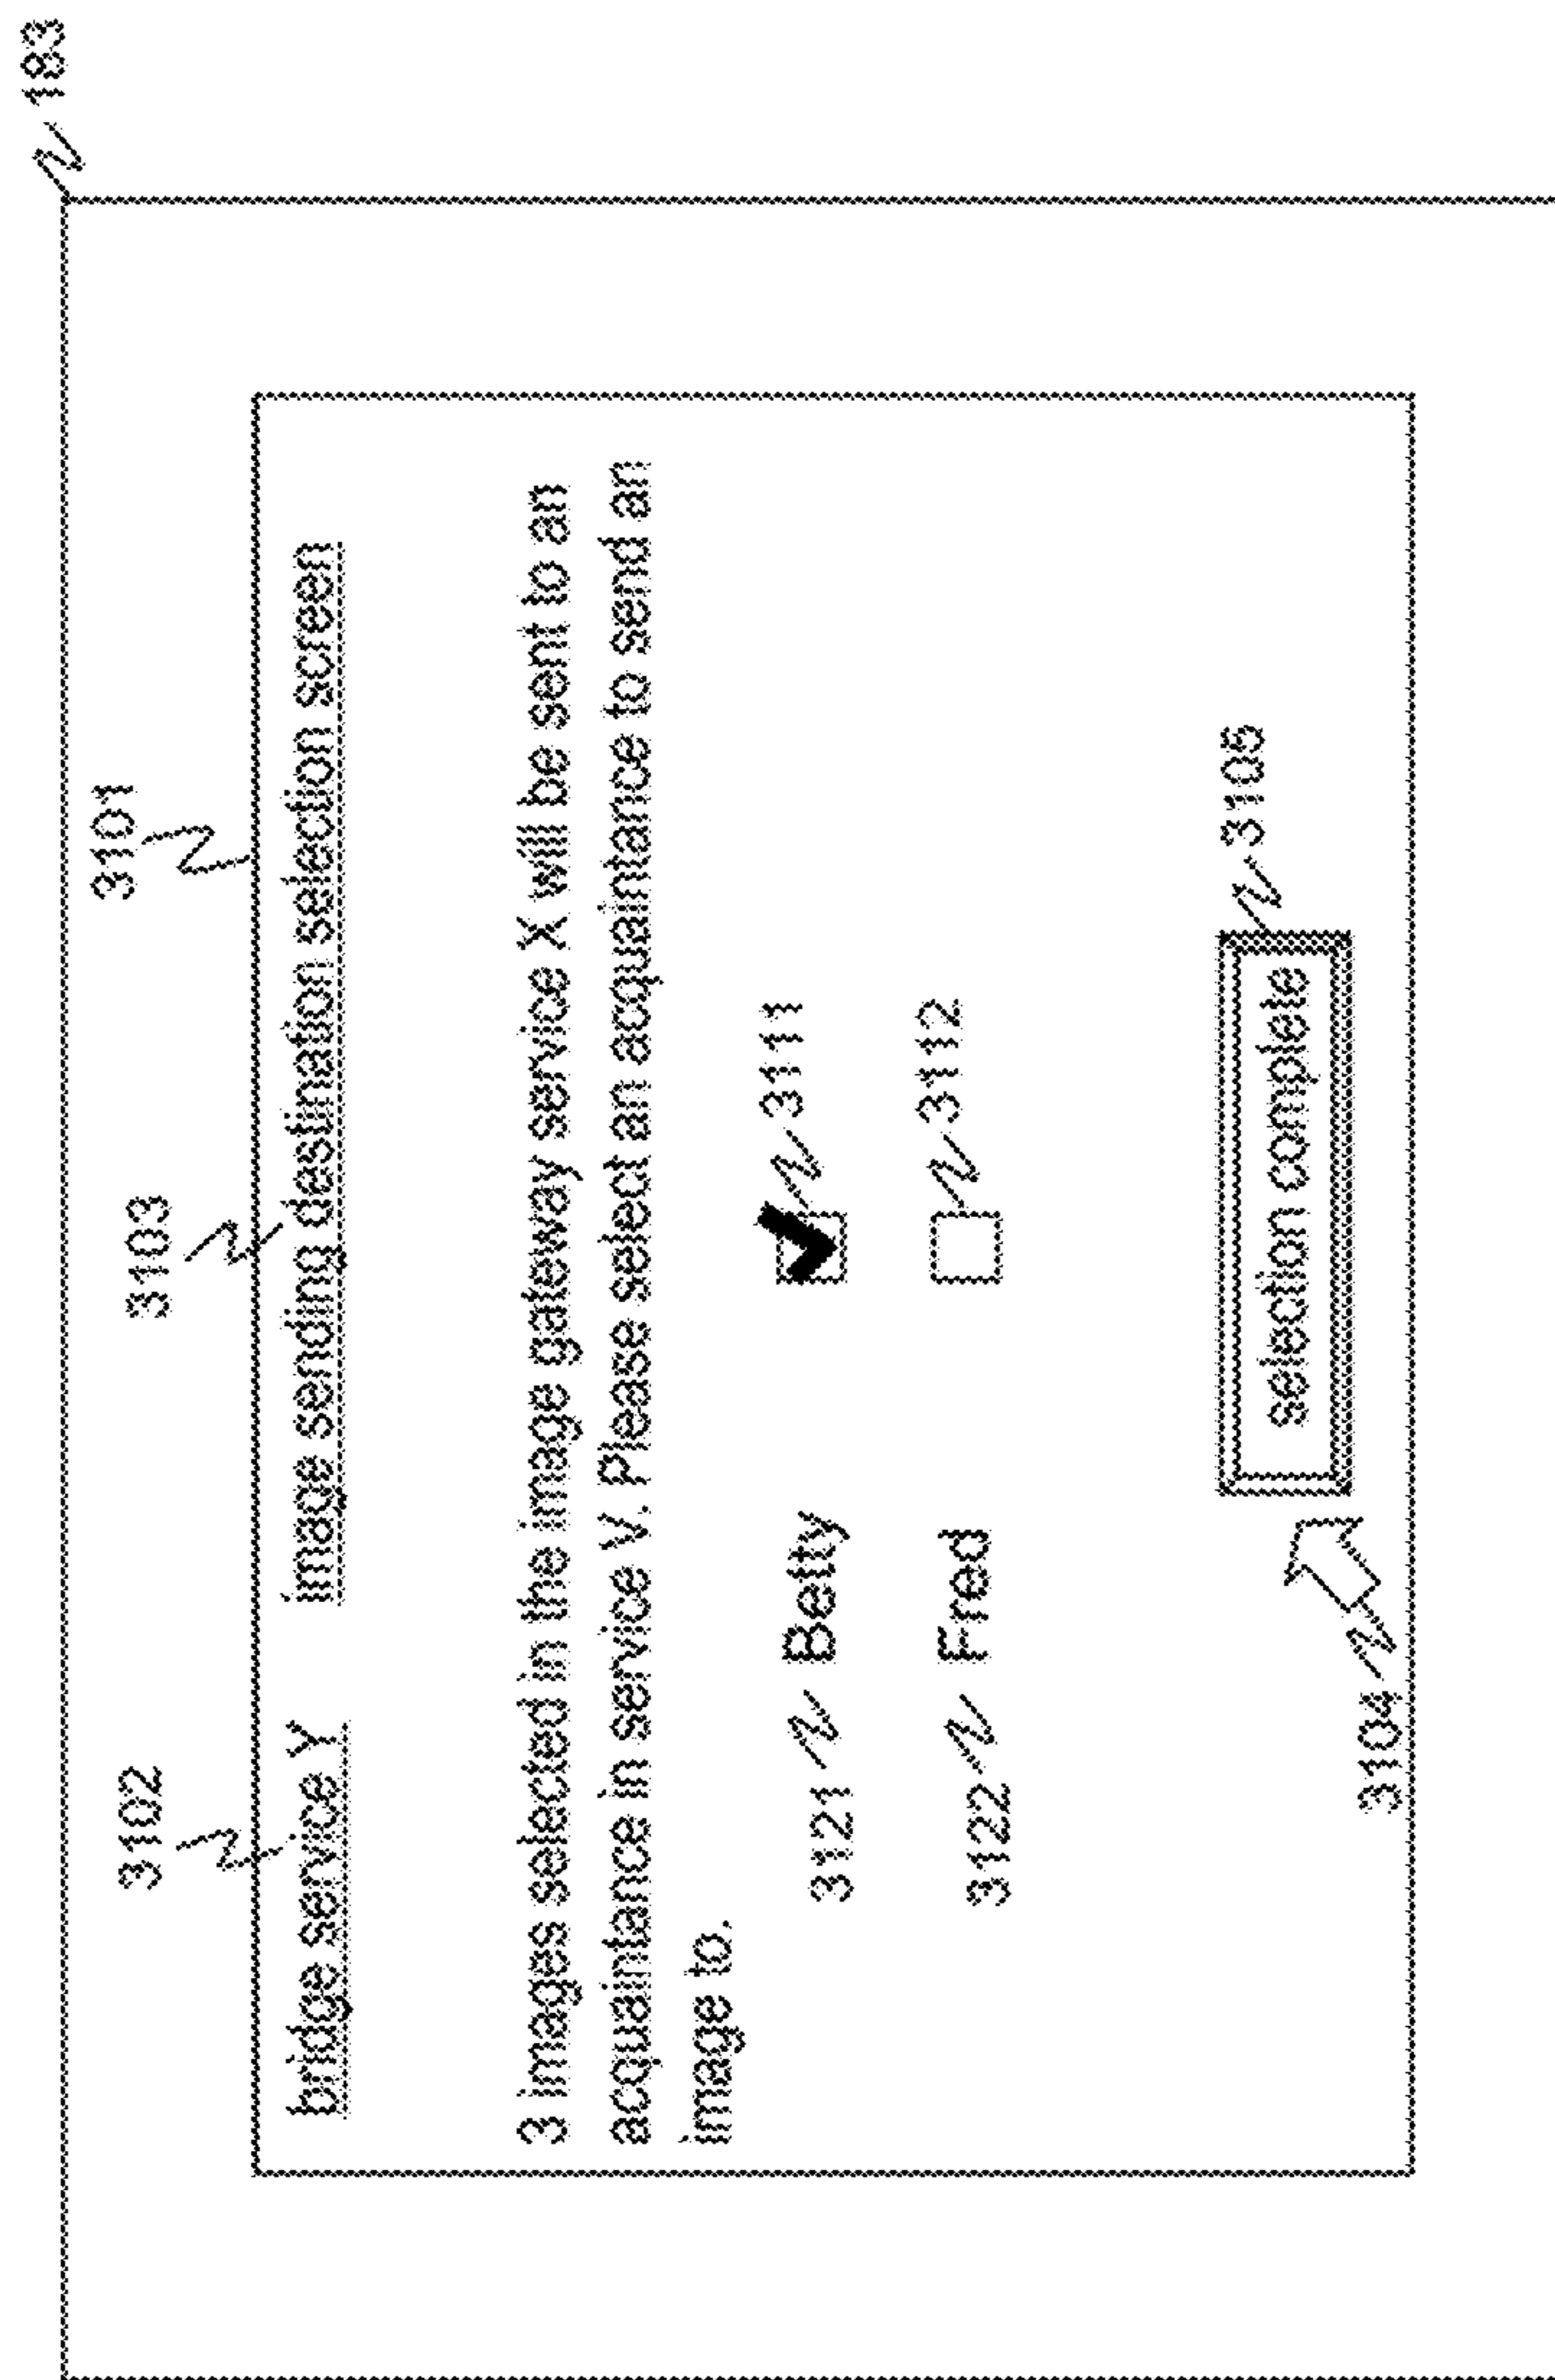 183
3101
3102 3103
bridge service Y image sending destination selection screen
3 images selected in the image gateway service X will be sent to an
acquaintance in service V. Please select an acquaintance to send an
image to.
3121 Betty 3111
3122 Fred 3112
selection complete 3105
3104